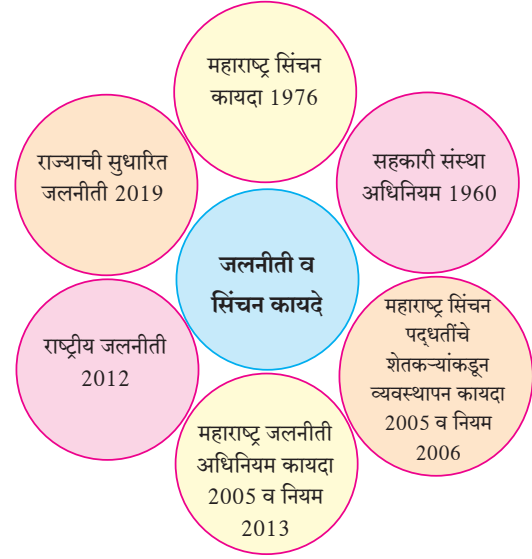 महाराष्ट्र सिंचन
कायदा 1976
सहकारी संस्था
अधिनियम 1960
महाराष्ट्र सिंचन
पद्धतींचे
शेतकऱ्यांकडून
व्यवस्थापन कायदा
2005 व नियम
2006
महाराष्ट्र जलनीती
अधिनियम कायदा
2005 व नियम
2013
राष्ट्रीय जलनीती
2012
राज्याची सुधारित
जलनीती 2019
जलनीती व
सिंचन कायदे